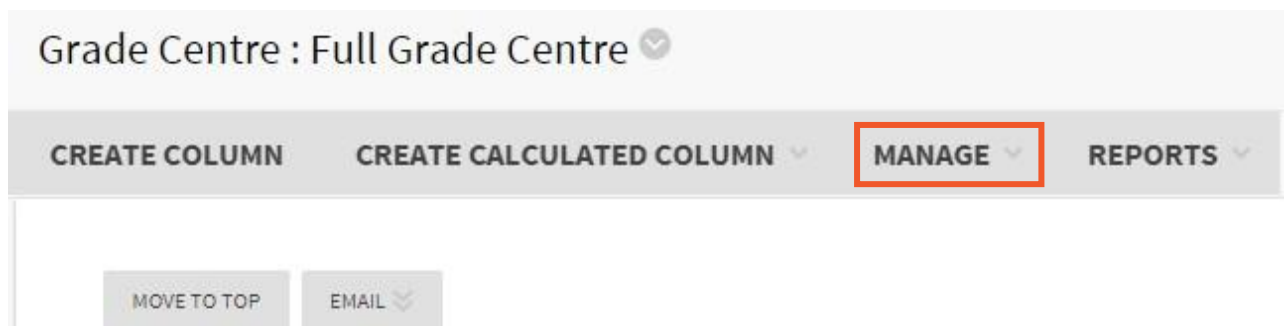 Grade Centre : Full Grade Centre
CREATE COLUMN CREATE CALCULATED COLUMN MANAGE REPORTS
MOVE TO TOP EMAIL